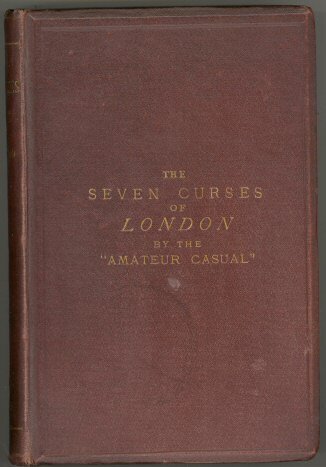 THE
SEVEN CURSES
OF
LONDON
BY THE
"AMATEUR CASUAL"